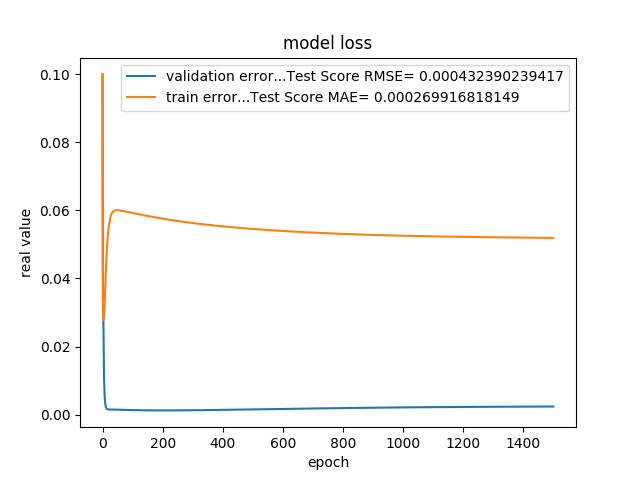 model loss
validation error...Test Score RMSE= 0.000432390239417
train error...Test Score MAE= 0.000269916818149
real value
0.10
0.08
0.06
0.04
0.02
0.00
0 200 400 600 800 1000 1200 1400
epoch